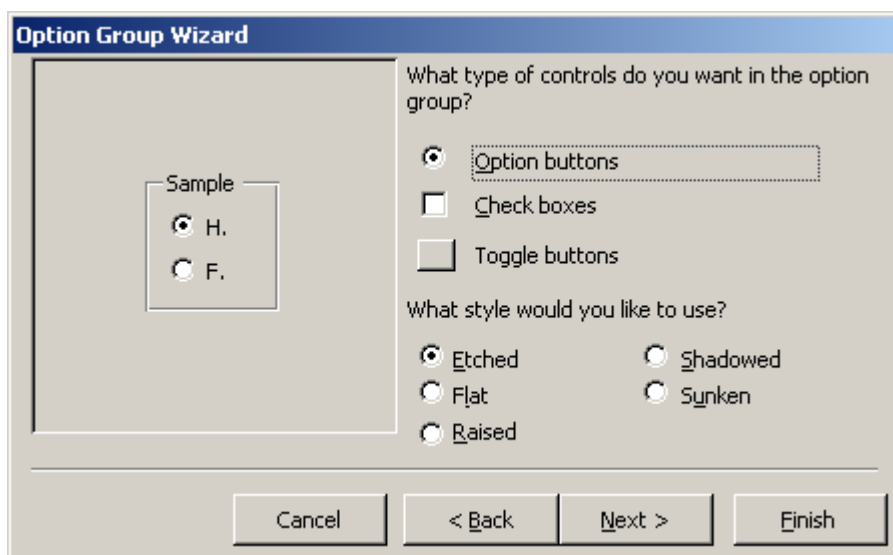 Option Group Wizard
What type of controls do you want in the option
group?
Sample
H.
F.
Option buttons
Check boxes
Toggle buttons
What style would you like to use?
Etched
Shadowed
Flat
Sunken
Raised
Cancel
< Back
Next >
Finish